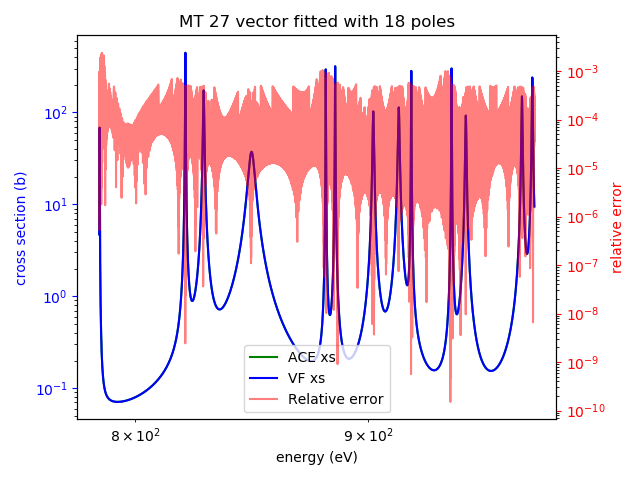 MT 27 vector fitted with 18 poles
cross section (b)
10²
10¹
10⁰
10⁻¹
10⁻³
10⁻⁴
10⁻⁵
10⁻⁶
10⁻⁷
10⁻⁸
10⁻⁹
10⁻¹⁰
relative error
ACE xs
VF xs
Relative error
8 × 10²
9 × 10²
energy (eV)